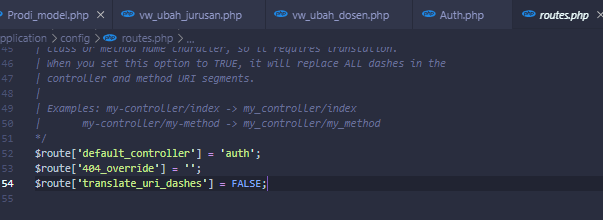 Prodi_model.php vw_ubah_jurusan.php vw_ubah_dosen.php Auth.php routes.php
application > config > routes.php > ...
45 | class or method name character, so it requires translation.
46 | When you set this option to TRUE, it will replace ALL dashes in the
47 | controller and method URI segments.
48 |
49 | Examples: my-controller/index -> my_controller/index
50 | my-controller/my-method -> my_controller/my_method
51 */
52 $route['default_controller'] = 'auth';
53 $route['404_override'] = '';
54 $route['translate_uri_dashes'] = FALSE;
55